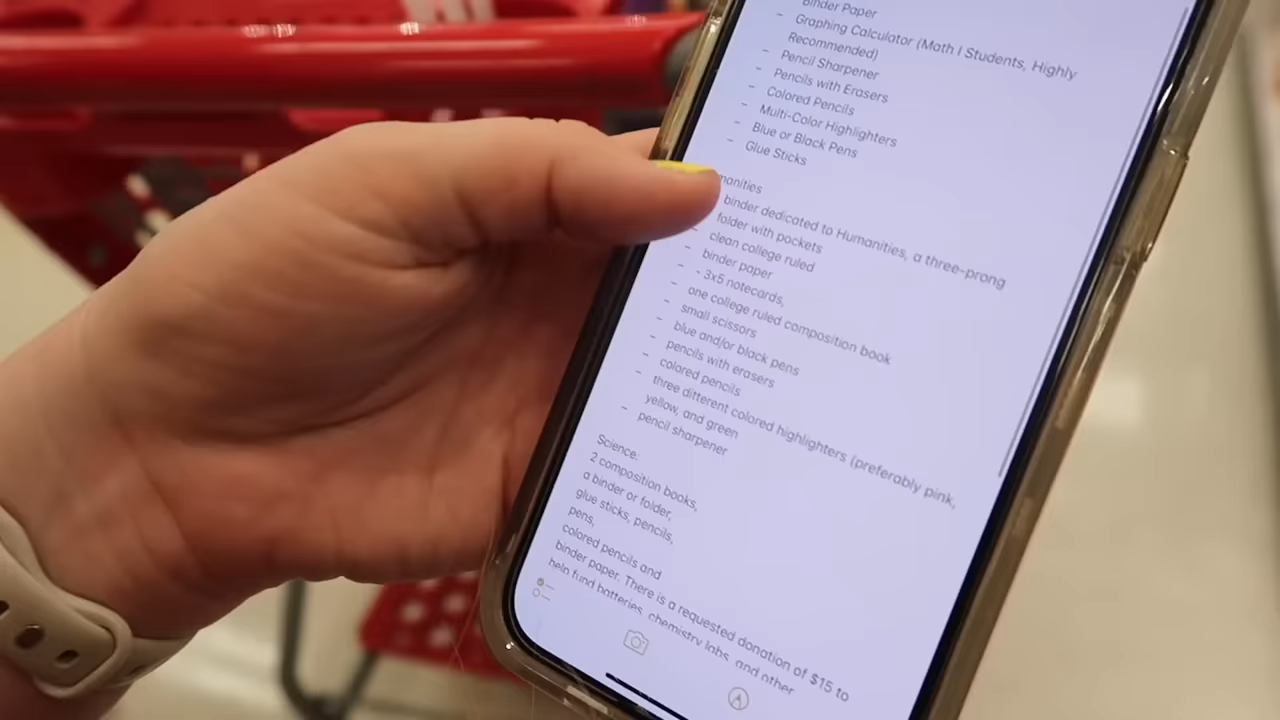 Binder Paper
- Graphing Calculator (Math I Students, Highly
Recommended)
- Pencil Sharpener
- Pencils with Erasers
- Colored Pencils
- Multi-Color Highlighters
- Blue or Black Pens
- Glue Sticks
manities
binder dedicated to Humanities, a three-prong
folder with pockets
- clean college ruled
- binder paper
- - 3x5 notecards,
- one college ruled composition book
- small scissors
- blue and/or black pens
- pencils with erasers
- colored pencils
- three different colored highlighters (preferably pink,
yellow, and green
- pencil sharpener
Science:
2 composition books,
a binder or folder,
glue sticks, pencils,
pens,
colored pencils and
binder paper. There is a requested donation of $15 to
help fund batteries, chemistry labs, and other